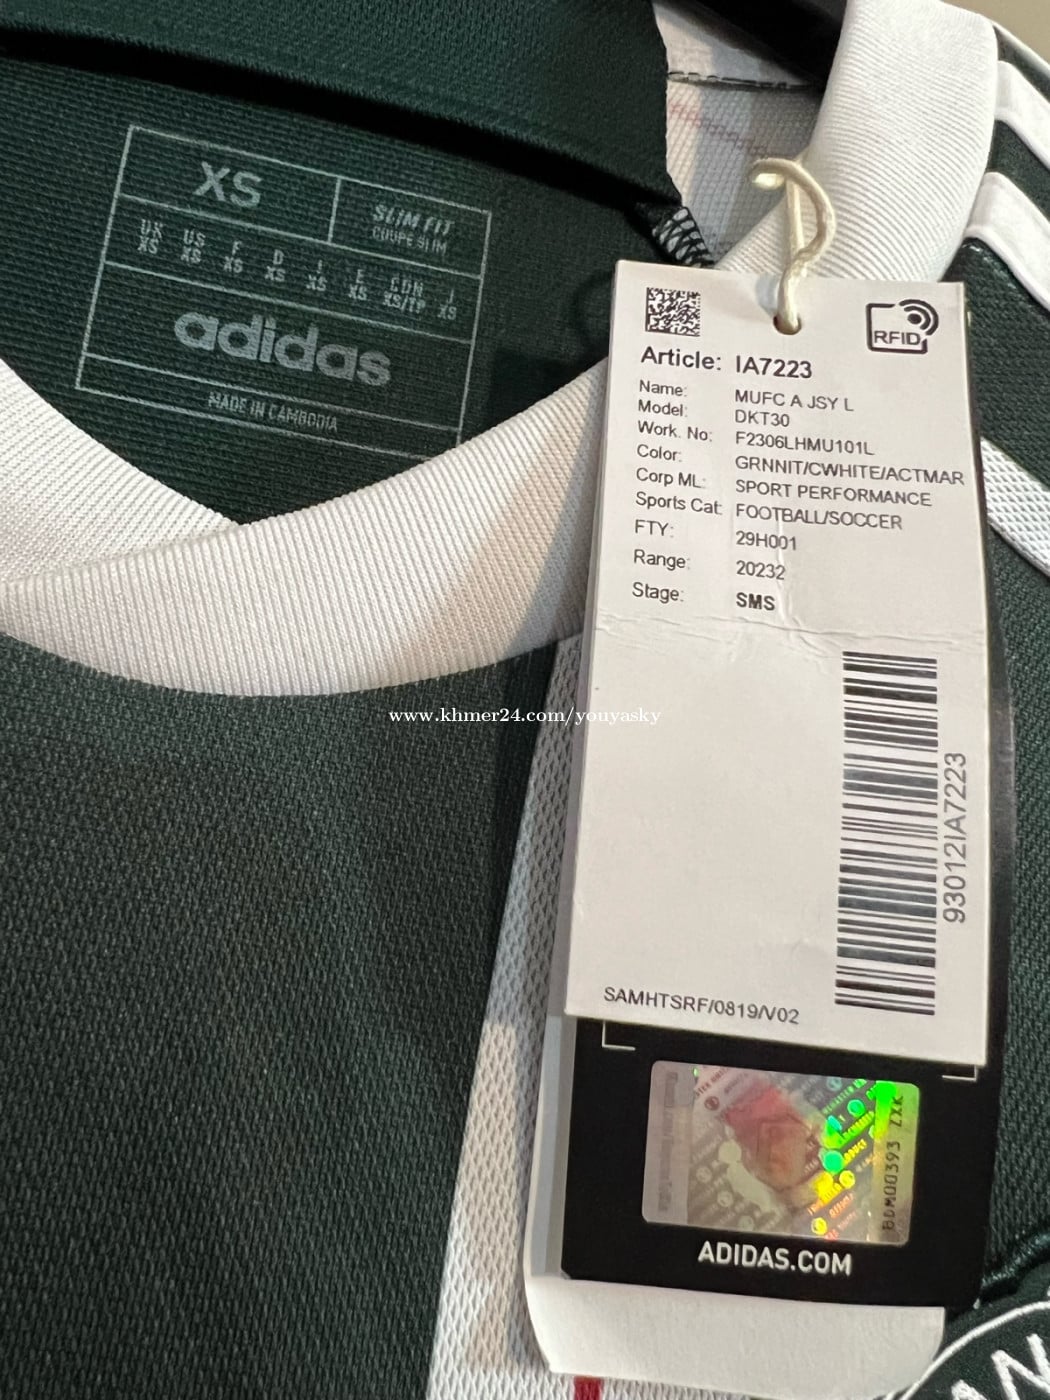 XS
SLIM FIT
COUPE SLIM
UK US F D J E CDN I
XS XS XS XS XS XS XS/TP XS
adidas
MADE IN CAMBODIA
RFID
Article: IA7223
Name: MUFC A JSY L
Model: DKT30
Work. No: F2306LHMU101L
Color: GRNNIT/CWHITE/ACTMAR
Corp ML: SPORT PERFORMANCE
Sports Cat: FOOTBALL/SOCCER
FTY: 29H001
Range: 20232
Stage: SMS
www.khmer24.com/youyasky
93012IA7223
SAMHTSRF/0819/V02
BDM00393 ZXK
ADIDAS.COM
AN